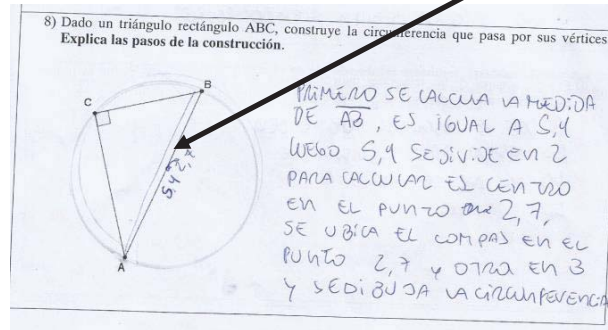 8) Dado un triángulo rectángulo ABC, construye la circunferencia que pasa por sus vértices
Explica las pasos de la construcción.
B
C
A
5,4 2,7
PRIMERO SE CALCULA LA MEDIDA
DE AB, ES IGUAL A 5,4
LUEGO 5,4 SE DIVIDE EN 2
PARA CALCULAR EL CENTRO
EN EL PUNTO 2,7,
SE UBICA EL COMPAS EN EL
PUNTO 2,7 y OTRA EN B
Y SE DIBUJA LA CIRCUNFERENCIA